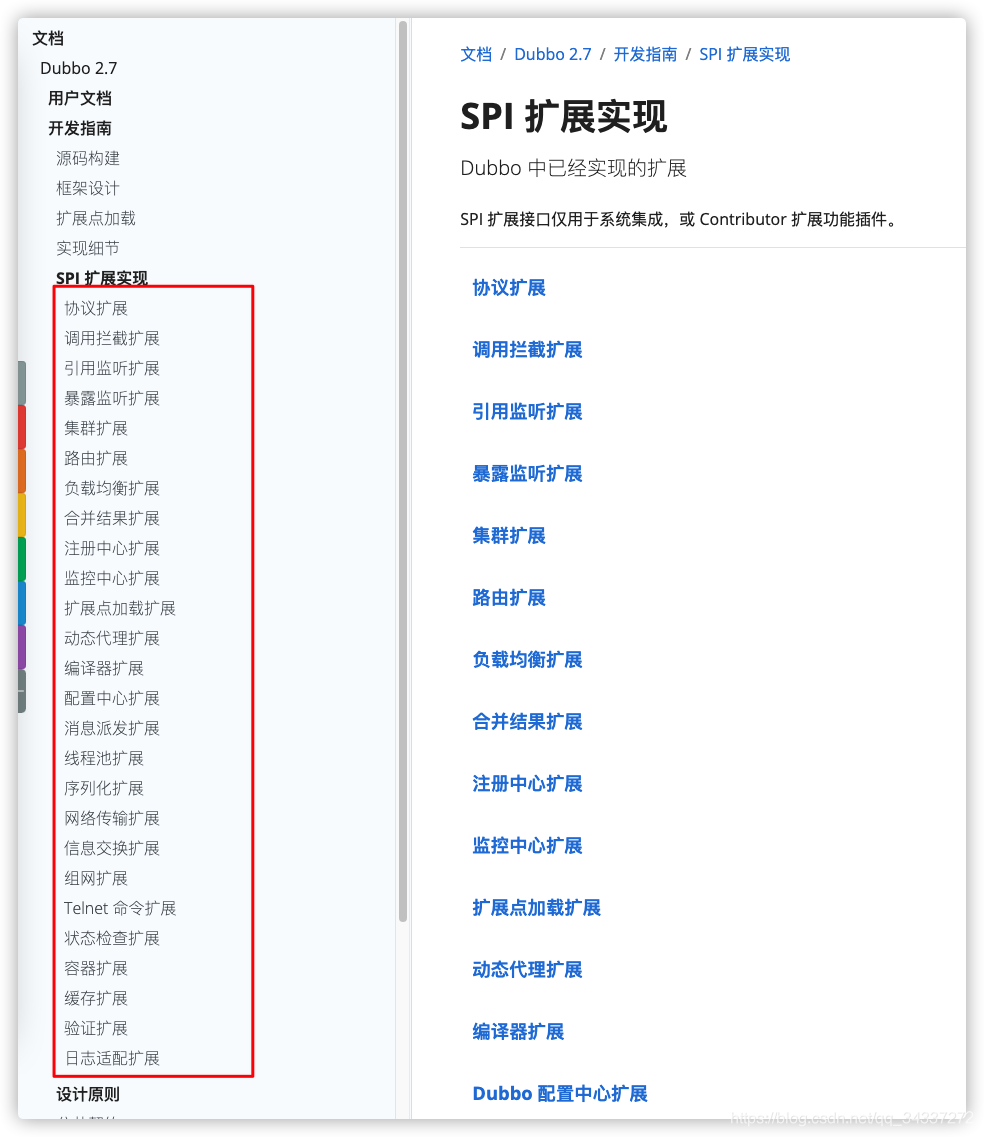 文档
Dubbo 2.7
用户文档
开发指南
源码构建
框架设计
扩展点加载
实现细节
SPI 扩展实现
协议扩展
调用拦截扩展
引用监听扩展
暴露监听扩展
集群扩展
路由扩展
负载均衡扩展
合并结果扩展
注册中心扩展
监控中心扩展
扩展点加载扩展
动态代理扩展
编译器扩展
配置中心扩展
消息派发扩展
线程池扩展
序列化扩展
网络传输扩展
信息交换扩展
组网扩展
Telnet 命令扩展
状态检查扩展
容器扩展
缓存扩展
验证扩展
日志适配扩展
设计原则
文档 / Dubbo 2.7 / 开发指南 / SPI 扩展实现
SPI 扩展实现
Dubbo 中已经实现的扩展
SPI 扩展接口仅用于系统集成，或 Contributor 扩展功能插件。
协议扩展
调用拦截扩展
引用监听扩展
暴露监听扩展
集群扩展
路由扩展
负载均衡扩展
合并结果扩展
注册中心扩展
监控中心扩展
扩展点加载扩展
动态代理扩展
编译器扩展
Dubbo 配置中心扩展
https://blog.csdn.net/qq_34337272